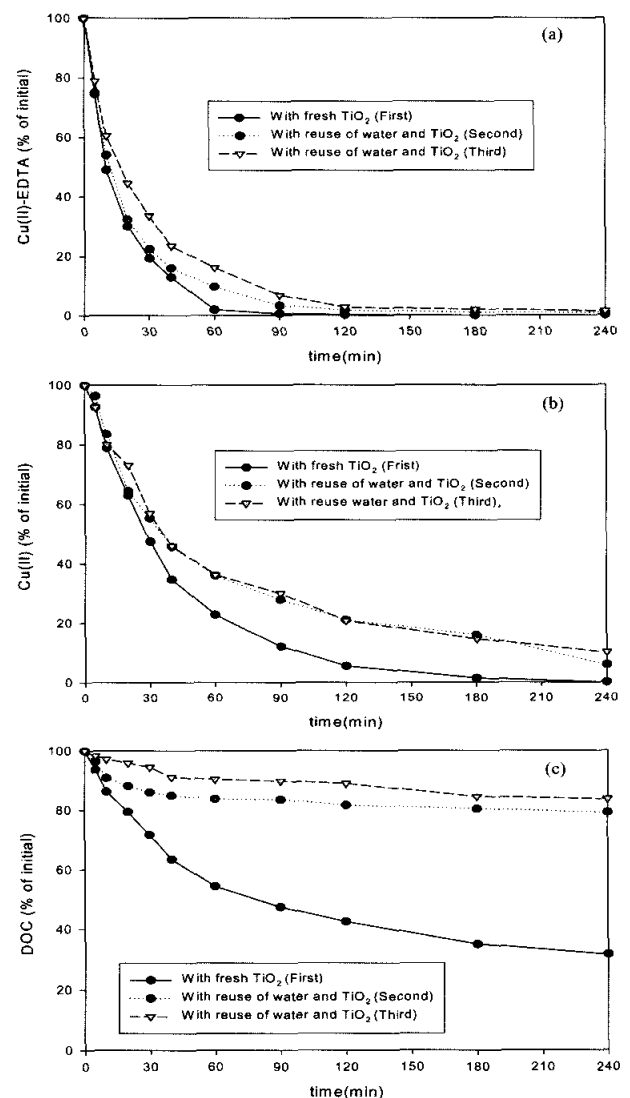 (a)
Cu(II)-EDTA (% of initial)
100
80
60
40
20
0
With fresh TiO2 (First)
With reuse of water and TiO2 (Second)
With reuse of water and TiO2 (Third)
0 30 60 90 120 150 180 210 240
time(min)
(b)
Cu(II) (% of initial)
100
80
60
40
20
0
With fresh TiO2 (Frist)
With reuse of water and TiO2 (Second)
With reuse water and TiO2 (Third),
0 30 60 90 120 150 180 210 240
time(min)
(c)
DOC (% of initial)
100
80
60
40
20
0
With fresh TiO2 (First)
With reuse of water and TiO2 (Second)
With reuse of water and TiO2 (Third)
0 30 60 90 120 150 180 210 240
time(min)